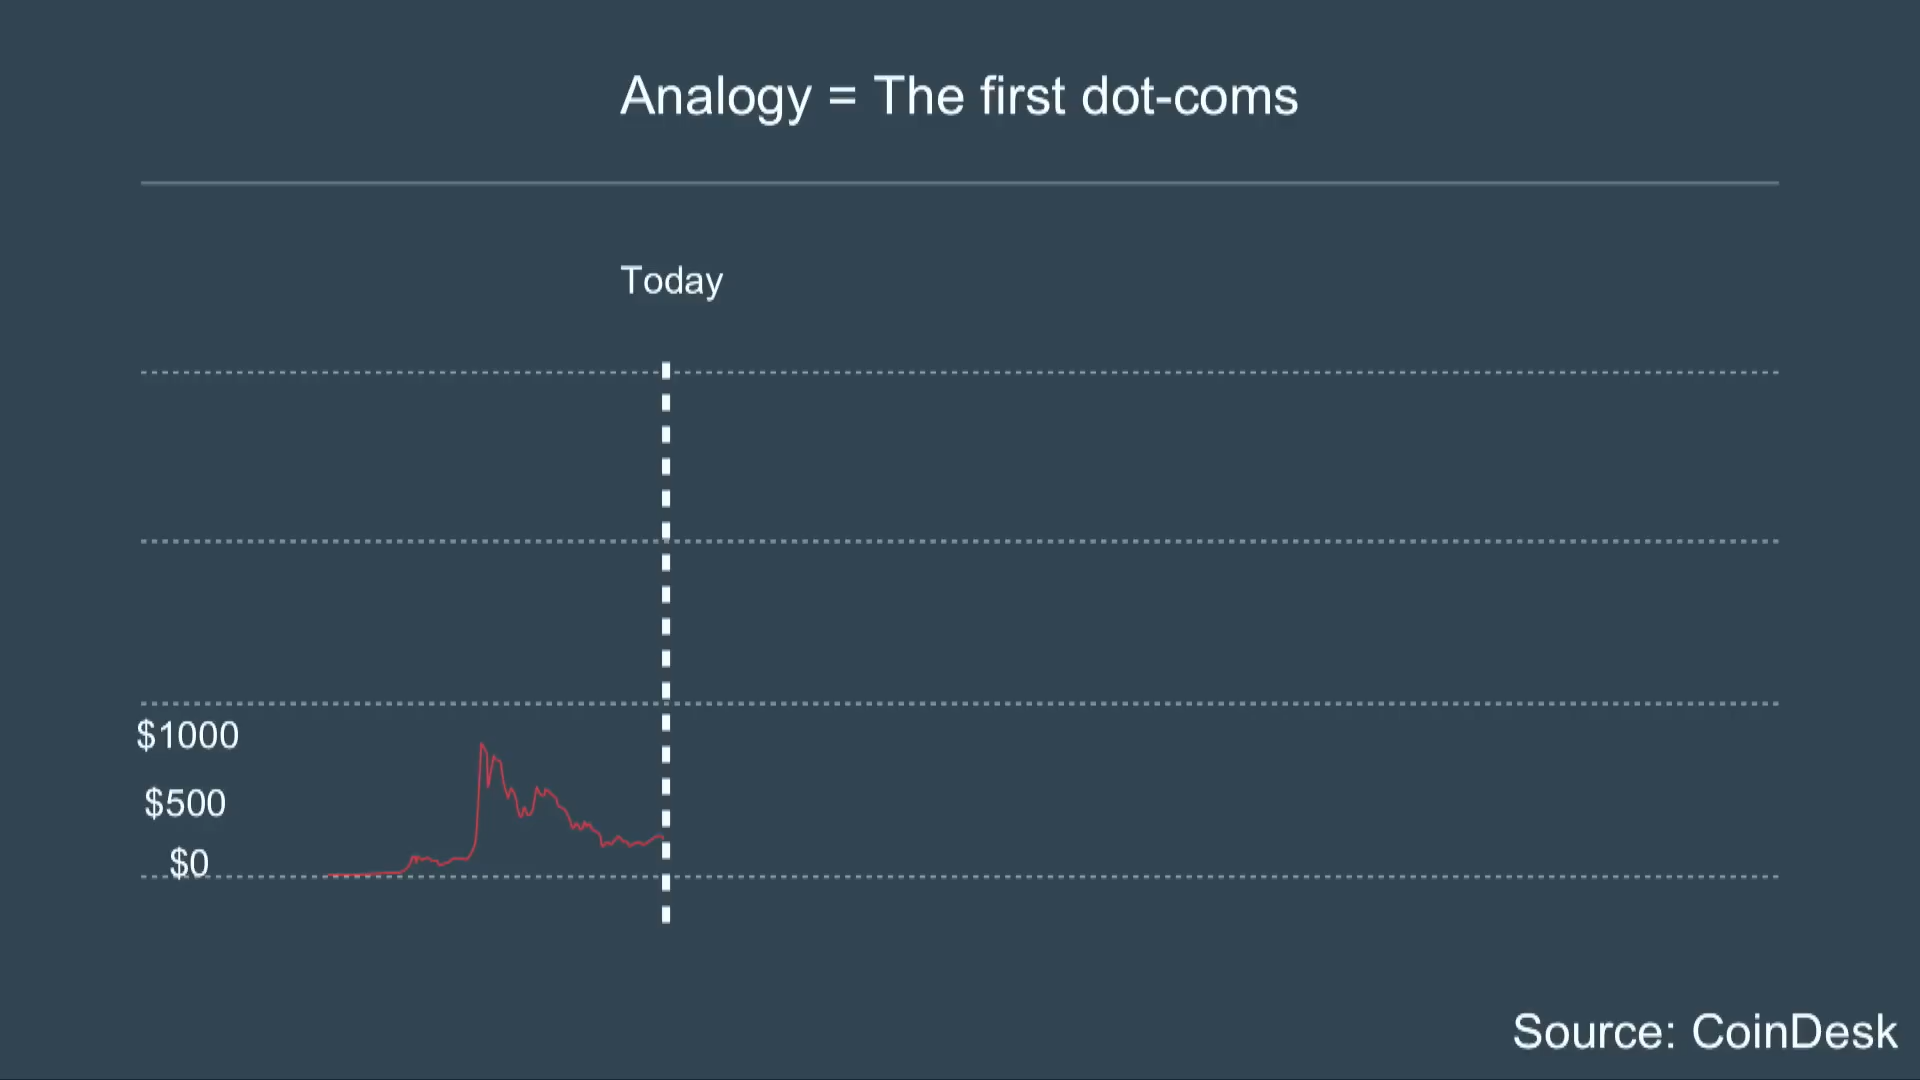 Analogy = The first dot-coms
Today
$1000
$500
$0
Source: CoinDesk